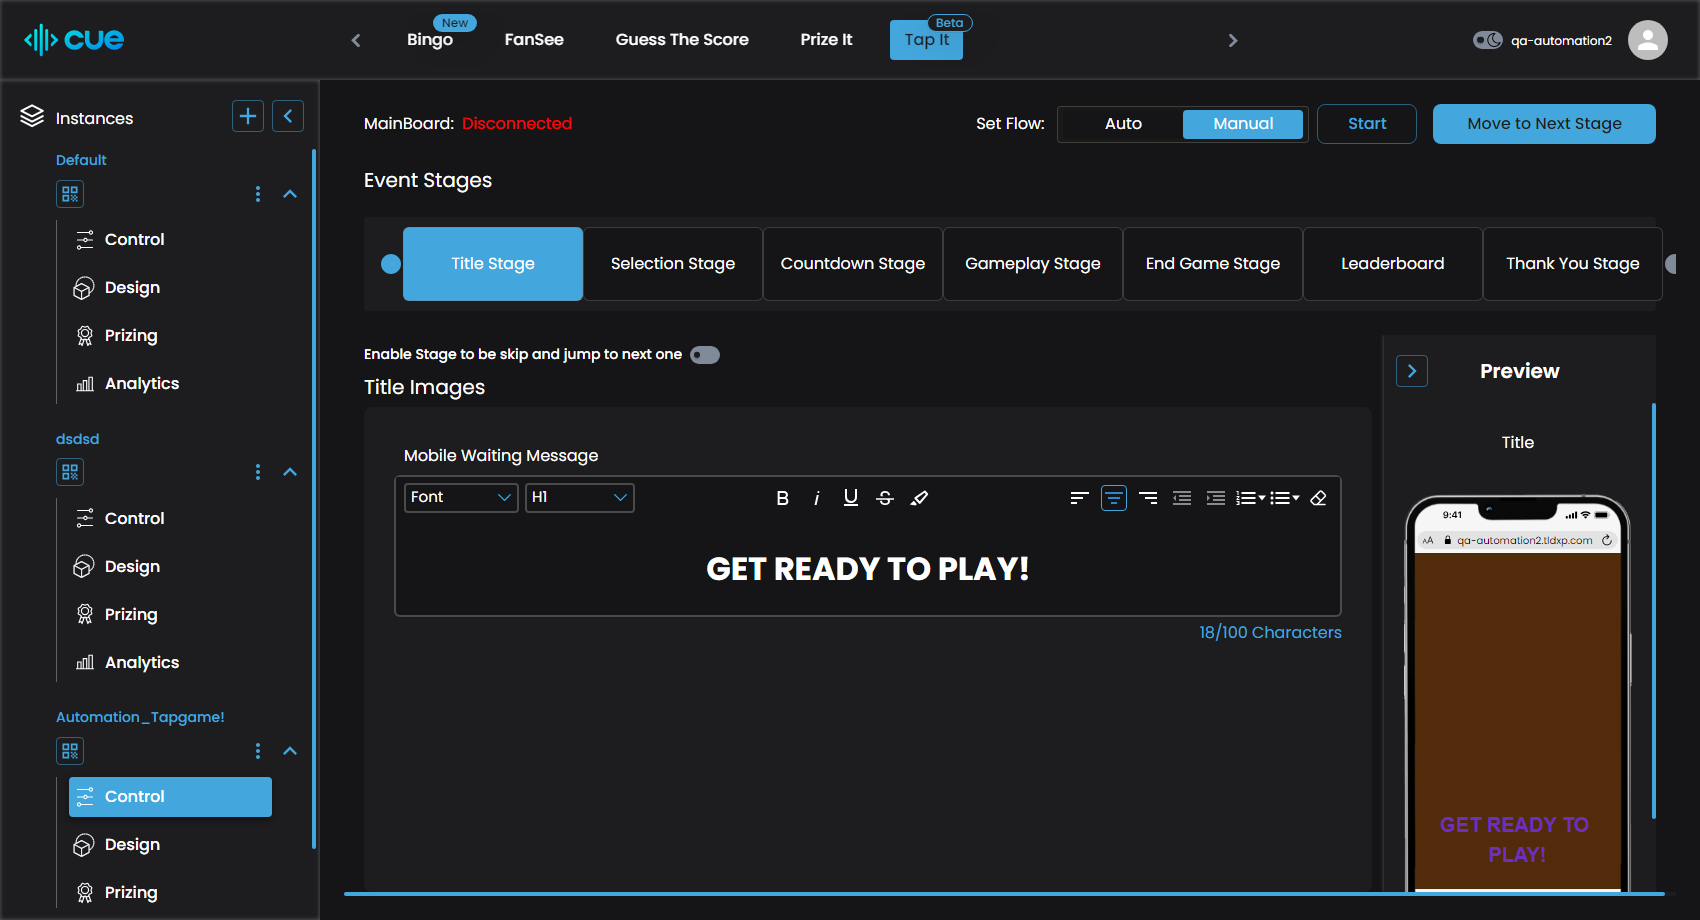 cue
Bingo
New
FanSee
Guess The Score
Prize It
Tap It
Beta
qa-automation2
Instances
Default
Control
Design
Prizing
Analytics
dsdsd
Control
Design
Prizing
Analytics
Automation_Tapgame!
Control
Design
Prizing
MainBoard: Disconnected
Set Flow:
Auto
Manual
Start
Move to Next Stage
Event Stages
Title Stage
Selection Stage
Countdown Stage
Gameplay Stage
End Game Stage
Leaderboard
Thank You Stage
Enable Stage to be skip and jump to next one
Title Images
Mobile Waiting Message
Font
H1
B
i
U
S
GET READY TO PLAY!
18/100 Characters
Preview
Title
9:41
AA
qa-automation2.tldxp.com
GET READY TO
PLAY!